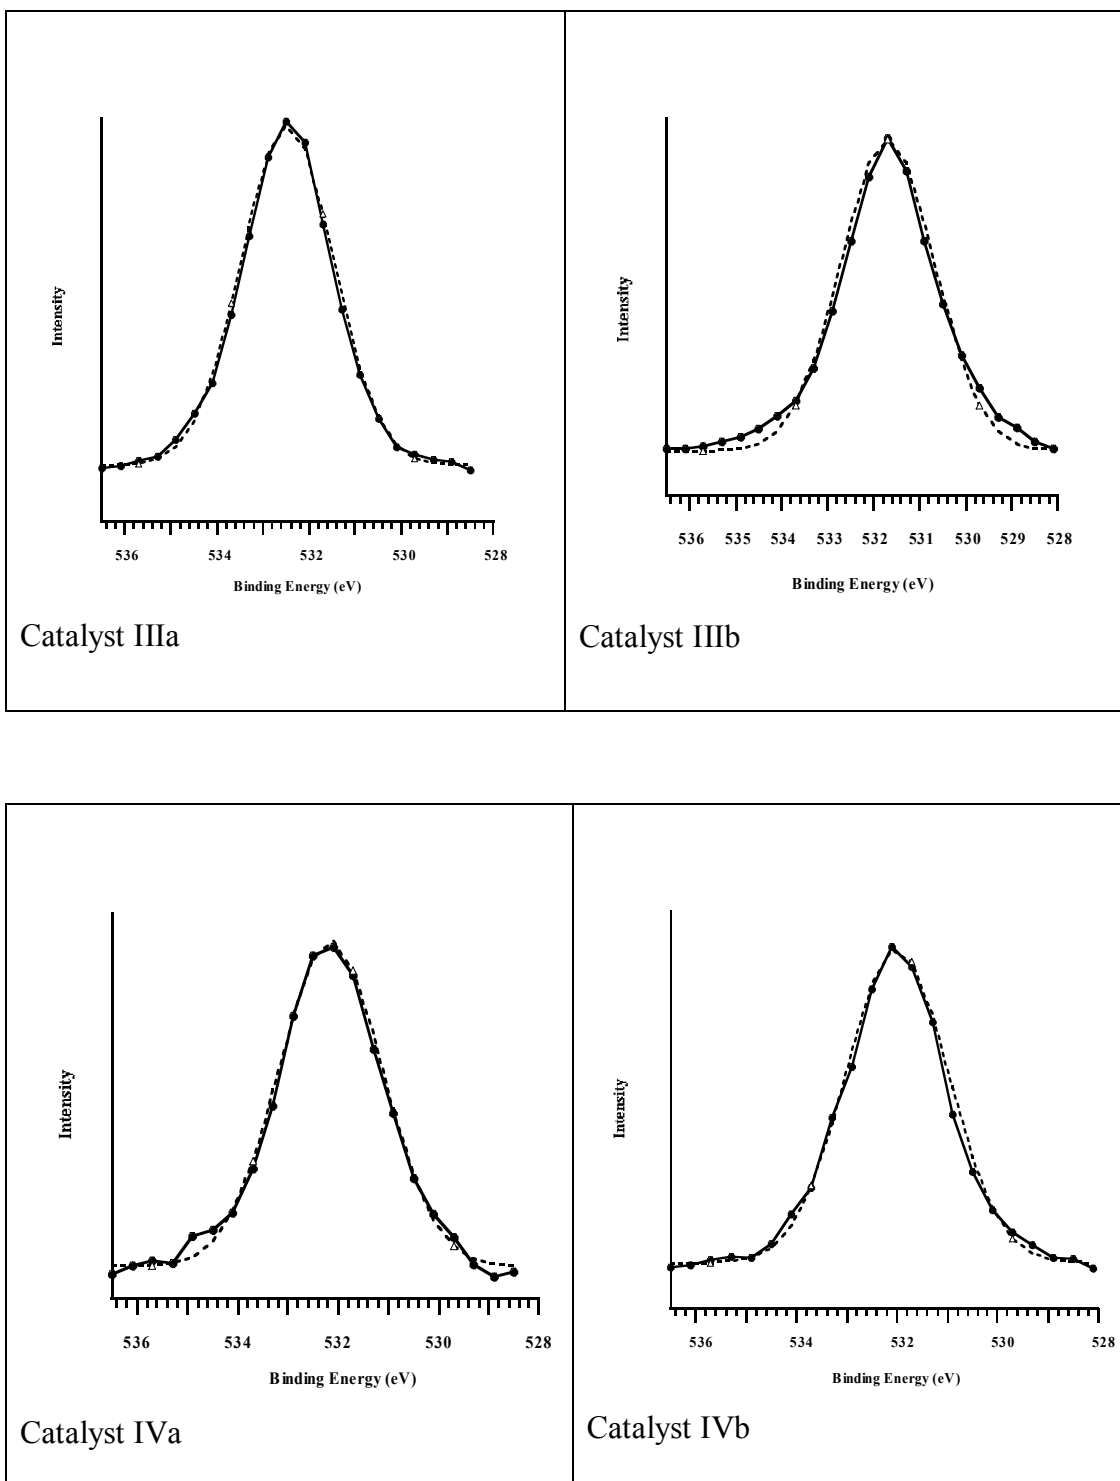 Intensity
536 534 532 530 528
Binding Energy (eV)
Catalyst IIIa
Intensity
536 535 534 533 532 531 530 529 528
Binding Energy (eV)
Catalyst IIIb
Intensity
536 534 532 530 528
Binding Energy (eV)
Catalyst IVa
Intensity
536 534 532 530 528
Binding Energy (eV)
Catalyst IVb